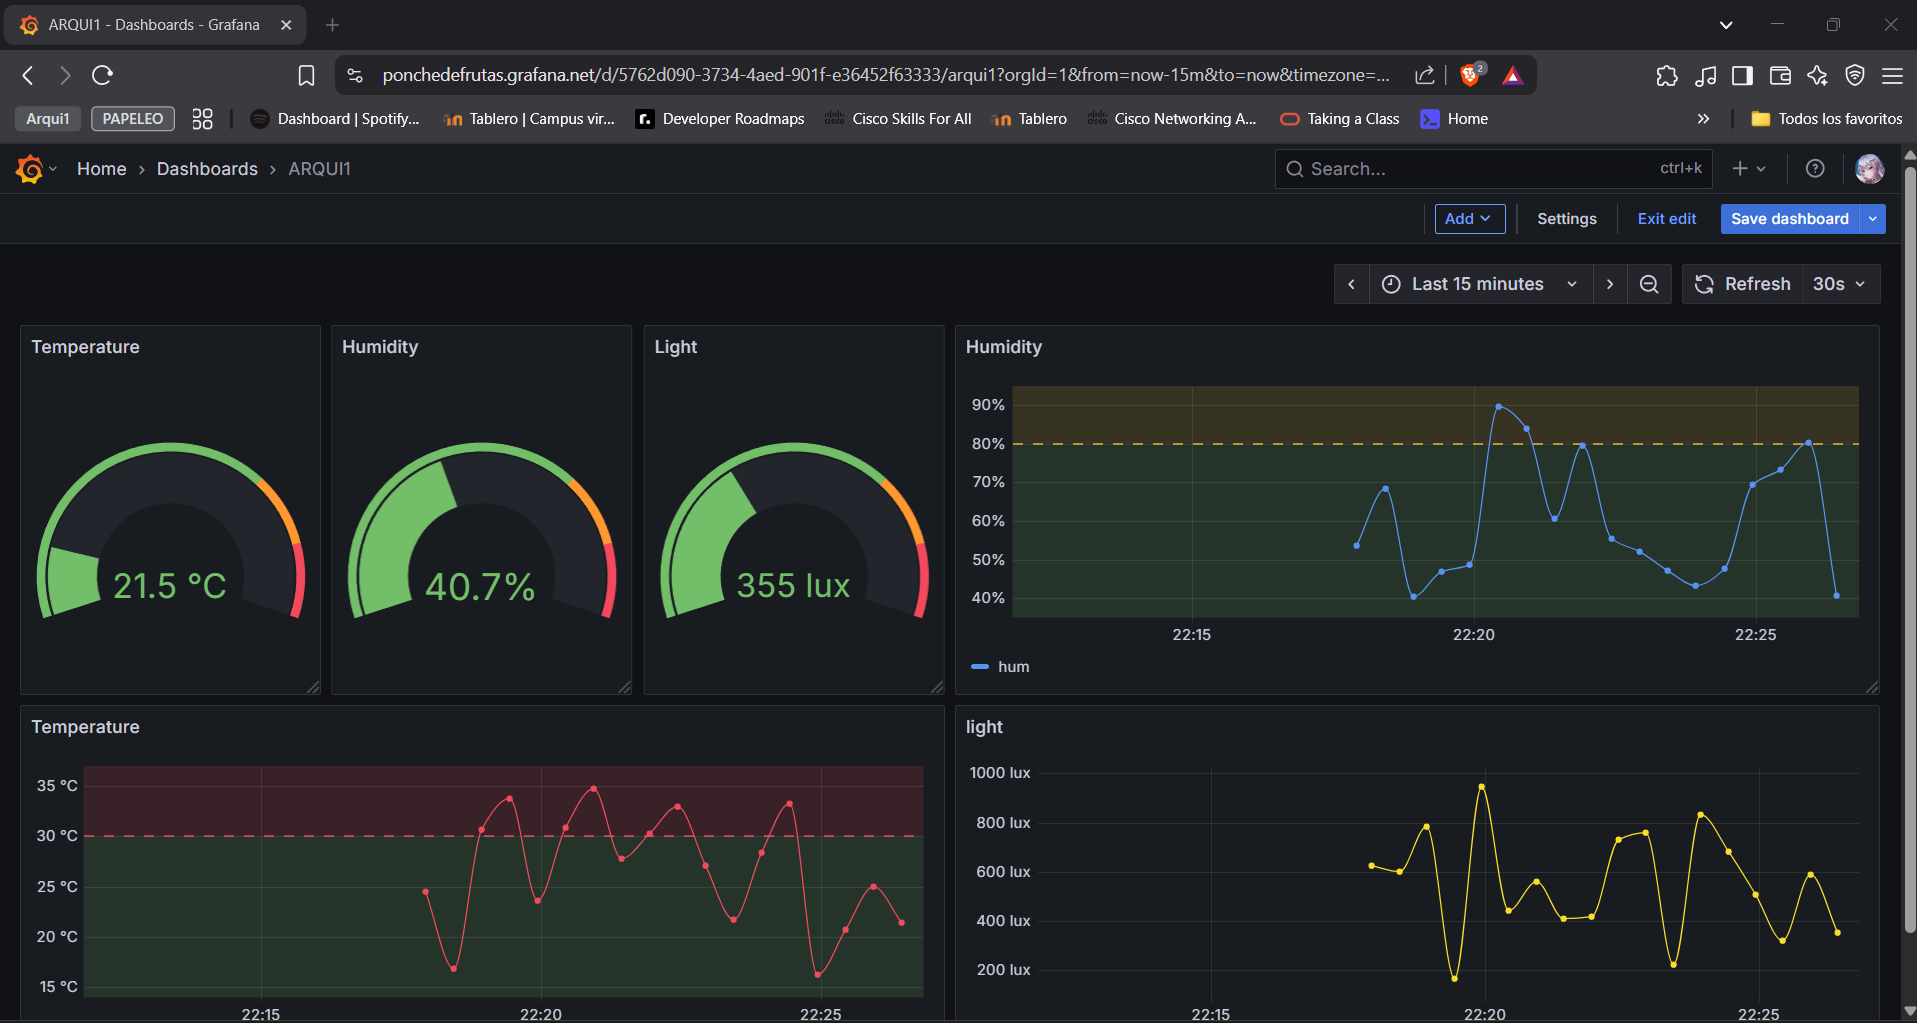 ARQUI1 - Dashboards - Grafana
ponchedefrutas.grafana.net/d/5762d090-3734-4aed-901f-e36452f63333/arqui1?orgId=1&from=now-15m&to=now&timezone=...
2
Arqui1 PAPELEO Dashboard | Spotify... Tablero | Campus vir... Developer Roadmaps Cisco Skills For All Tablero Cisco Networking A... Taking a Class Home » Todos los favoritos
Home › Dashboards › ARQUI1 Search... ctrl+k
Add Settings Exit edit Save dashboard
Last 15 minutes Refresh 30s
Temperature
21.5 °C
Humidity
40.7%
Light
355 lux
Humidity
90%
80%
70%
60%
50%
40%
22:15 22:20 22:25
hum
Temperature
35 °C
30 °C
25 °C
20 °C
15 °C
22:15 22:20 22:25
light
1000 lux
800 lux
600 lux
400 lux
200 lux
22:15 22:20 22:25